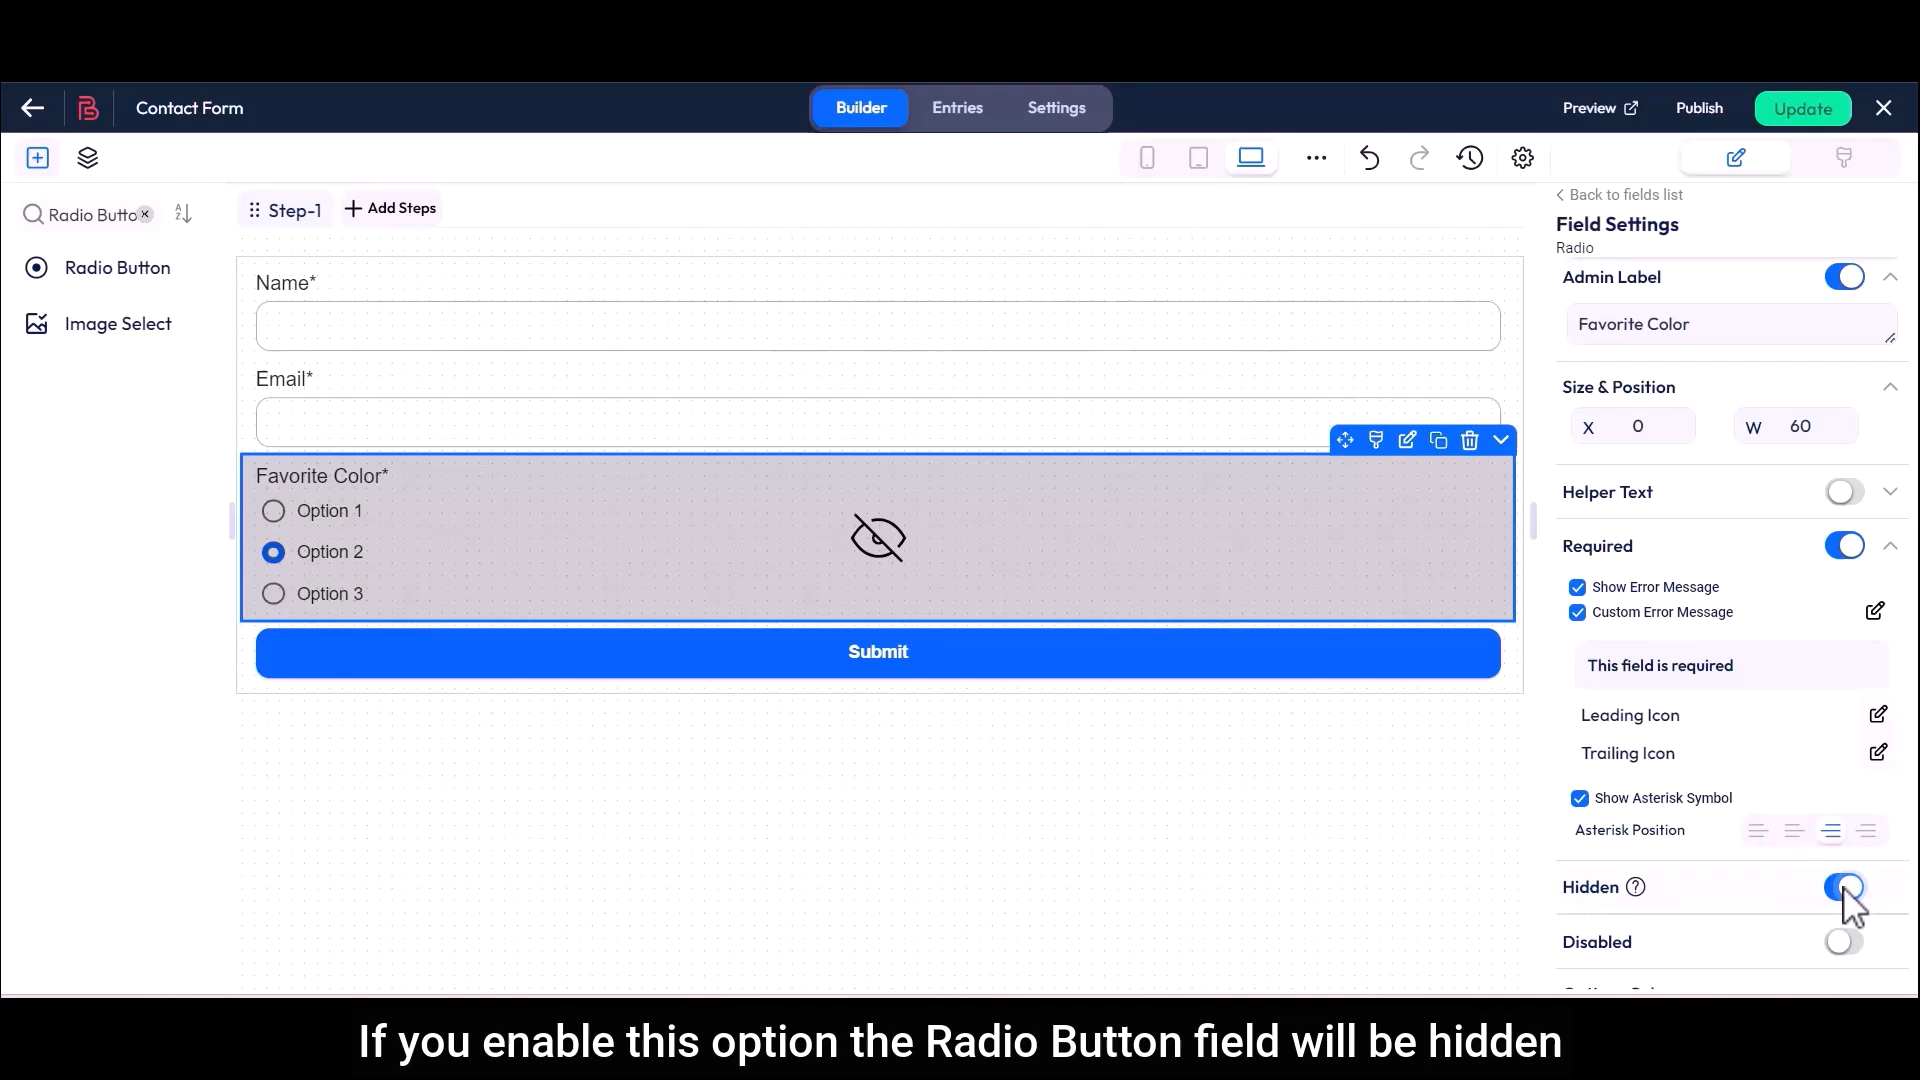 Contact Form
Builder
Entries
Settings
Preview
Publish
Update
Radio Butto
Step-1
Add Steps
Back to fields list
Field Settings
Radio
Radio Button
Image Select
Name*
Email*
Favorite Color*
Option 1
Option 2
Option 3
Submit
Admin Label
Favorite Color
Size & Position
X 0
W 60
Helper Text
Required
Show Error Message
Custom Error Message
This field is required
Leading Icon
Trailing Icon
Show Asterisk Symbol
Asterisk Position
Hidden
Disabled
If you enable this option the Radio Button field will be hidden